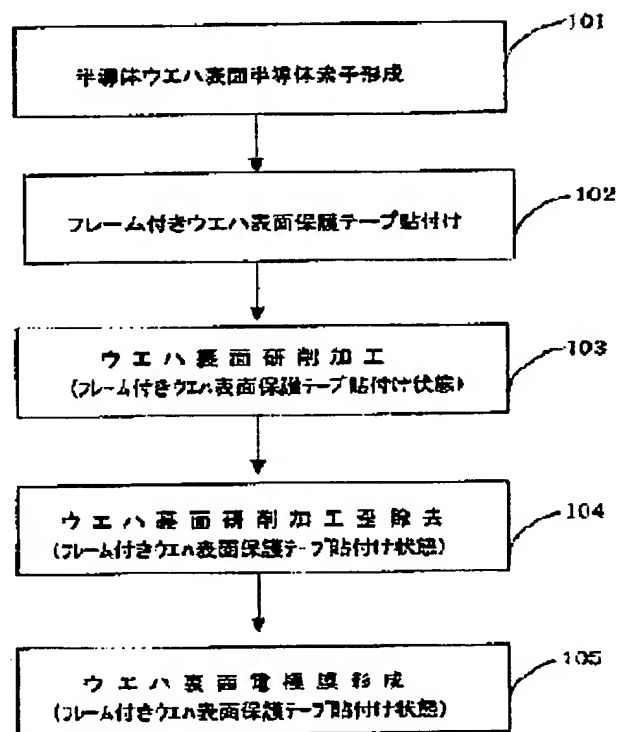 101
半導体ウエハ表面半導体素子形成
102
フレーム付きウエハ表面保護テープ貼付け
103
ウエハ裏面研削加工
(フレーム付きウエハ表面保護テープ貼付け状態)
104
ウエハ裏面研削加工歪除去
(フレーム付きウエハ表面保護テープ貼付け状態)
105
ウエハ裏面電極膜形成
(フレーム付きウエハ表面保護テープ貼付け状態)